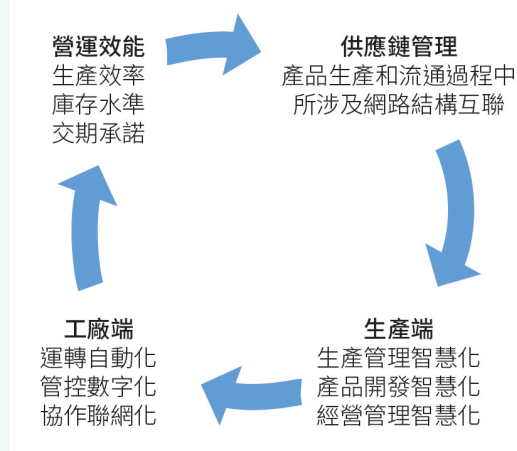 營運效能
生產效率
庫存水準
交期承諾
供應鏈管理
產品生產和流通過程中
所涉及網路結構互聯
生產端
生產管理智慧化
產品開發智慧化
經營管理智慧化
工廠端
運轉自動化
管控數字化
協作聯網化